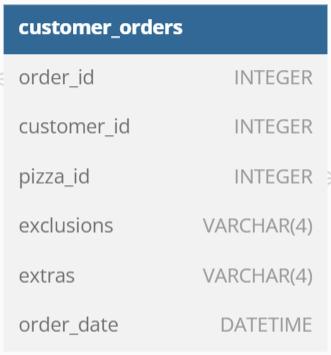 customer_orders
order_id INTEGER
customer_id INTEGER
pizza_id INTEGER
exclusions VARCHAR(4)
extras VARCHAR(4)
order_date DATETIME